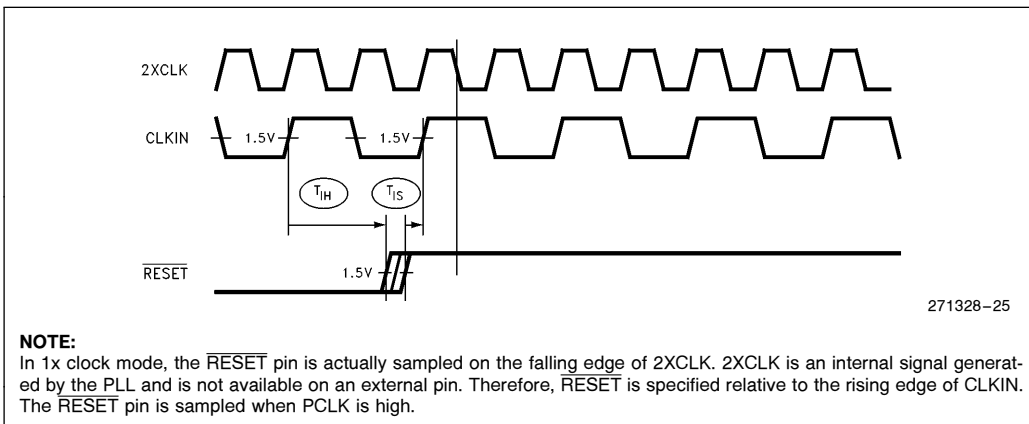 2XCLK
CLKIN
1.5V
1.5V
TIH
TIS
RESET
1.5V
271328–25
NOTE:
In 1x clock mode, the RESET pin is actually sampled on the falling edge of 2XCLK. 2XCLK is an internal signal generat-
ed by the PLL and is not available on an external pin. Therefore, RESET is specified relative to the rising edge of CLKIN.
The RESET pin is sampled when PCLK is high.